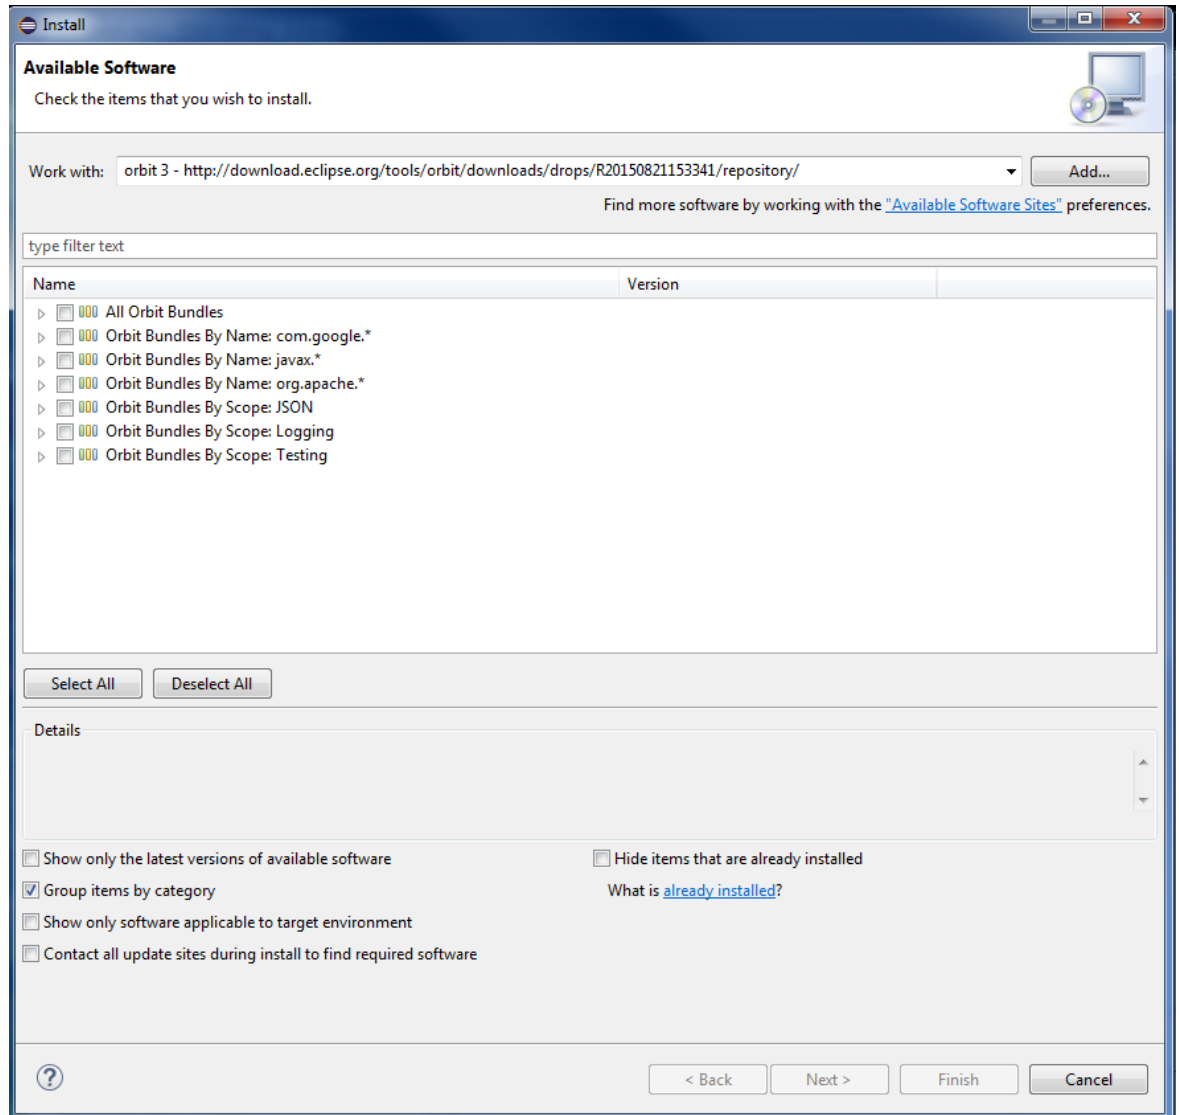 Install
Available Software
Check the items that you wish to install.
Work with: orbit 3 - http://download.eclipse.org/tools/orbit/downloads/drops/R20150821153341/repository/ Add...
Find more software by working with the "Available Software Sites" preferences.
type filter text
Name Version
All Orbit Bundles
Orbit Bundles By Name: com.google.*
Orbit Bundles By Name: javax.*
Orbit Bundles By Name: org.apache.*
Orbit Bundles By Scope: JSON
Orbit Bundles By Scope: Logging
Orbit Bundles By Scope: Testing
Select All Deselect All
Details
Show only the latest versions of available software Hide items that are already installed
Group items by category What is already installed?
Show only software applicable to target environment
Contact all update sites during install to find required software
? < Back Next > Finish Cancel